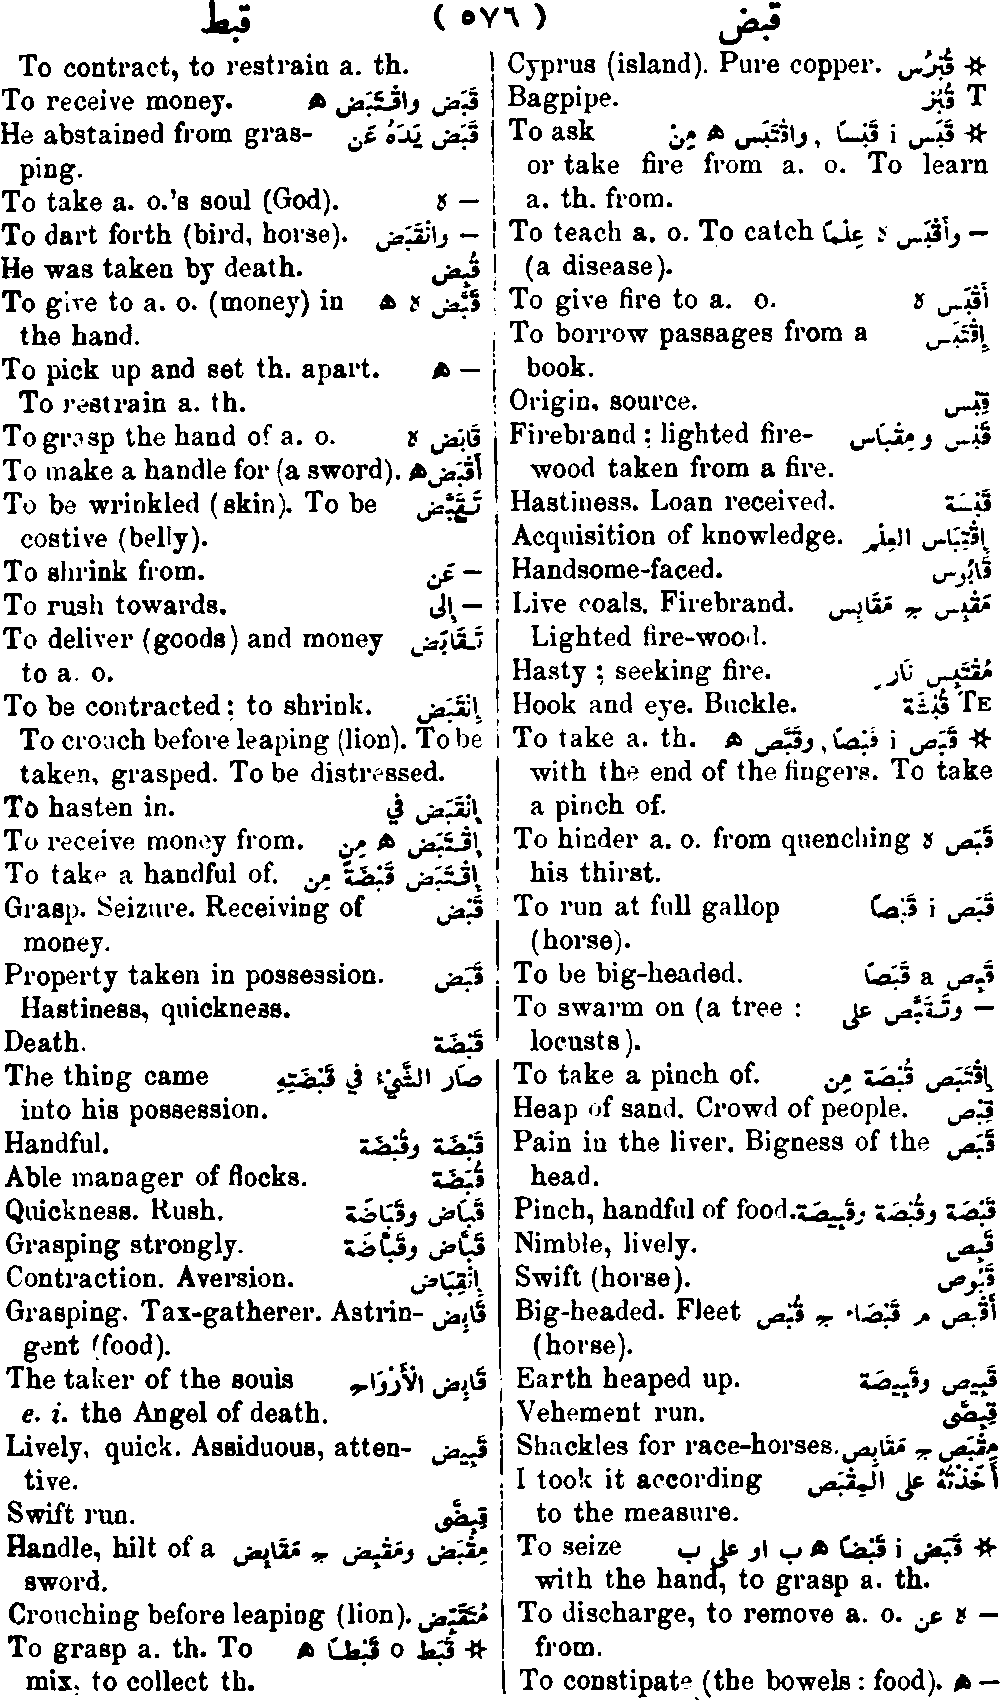 قبض ( ٥٧٦ ) قبط
Cyprus (island). Pure copper. قُبْرُس ✲
Bagpipe. قُبُز T
To ask ✲ قَبَس i قَبْسًا , واقْتَبَس ه مِنْ
or take fire from a. o. To learn
a. th. from.
To teach a. o. To catch — وأَقْبَس ه عِلْمًا
(a disease).
To give fire to a. o. أَقْبَس ه
To borrow passages from a إِقْتَبَس
book.
Origin, source. قِبْس
Firebrand ; lighted fire- قَبَس و مِقْبَاس
wood taken from a fire.
Hastiness. Loan received. قَبْسَة
Acquisition of knowledge. إِقْتِبَاس العِلْم
Handsome-faced. قَابُوس
Live coals. Firebrand. مَقْبِس ج مَقَابِس
Lighted fire-wood.
Hasty ; seeking fire. مُقْتَبِس نَار
Hook and eye. Buckle. قُبْشَة TE
To take a. th. ✲ قَبَص i قَبْصًا , وقَبَّص ه
with the end of the fingers. To take
a pinch of.
To hinder a. o. from quenching قَبَص ه
his thirst.
To run at full gallop قَبَص i قَبْصًا
(horse).
To be big-headed. قَبِص a قَبَصًا
To swarm on (a tree : — وتَقَبَّص على
locusts).
To take a pinch of. إِقْتَبَص قُبْصَة مِن
Heap of sand. Crowd of people. قِبْص
Pain in the liver. Bigness of the قَبَص
head.
Pinch, handful of food. قَبْصَة وقُبْصَة وقَبِيصَة
Nimble, lively. قَبِص
Swift (horse). قَبُوص
Big-headed. Fleet أَقْبَص م قَبْصَاء ج قُبْص
(horse).
Earth heaped up. قَبِيص وقَبِيصَة
Vehement run. قِبِصَّى
Shackles for race-horses. مِقْبَص ج مَقَابِص
I took it according أَخَذْتُهُ على المِقْبَص
to the measure.
To seize ✲ قَبَض i قَبْضًا ه ب او على ب
with the hand, to grasp a. th.
To discharge, to remove a. o. — ه عن
from.
To constipate (the bowels : food). — ه
To contract, to restrain a. th.
To receive money. قَبَض واقْتَبَض ه
He abstained from gras- قَبَض يَدَهُ عَن
ping.
To take a. o.'s soul (God). — ه
To dart forth (bird, horse). — وانْقَبَض
He was taken by death. قُبِض
To give to a. o. (money) in قَبَّض ه ه
the hand.
To pick up and set th. apart. — ه
To restrain a. th.
To grasp the hand of a. o. قَابَض ه
To make a handle for (a sword). أَقْبَض ه
To be wrinkled (skin). To be تَقَبَّض
costive (belly).
To shrink from. — عَن
To rush towards. — إِلى
To deliver (goods) and money تَقَابَض
to a. o.
To be contracted ; to shrink. إِنْقَبَض
To crouch before leaping (lion). To be
taken, grasped. To be distressed.
To hasten in. إِنْقَبَض في
To receive money from. إِقْتَبَض ه مِن
To take a handful of. إِقْتَبَض قَبْضَةً مِن
Grasp. Seizure. Receiving of قَبْض
money.
Property taken in possession. قَبَض
Hastiness, quickness.
Death. قَبْضَة
The thing came صَار الشَّيْءُ في قَبْضَتِهِ
into his possession.
Handful. قَبْضَة وقُبْضَة
Able manager of flocks. قُبَضَة
Quickness. Rush. قَبَاض وقَبَاضَة
Grasping strongly. قَبَّاض وقَبَّاضَة
Contraction. Aversion. إِنْقِبَاض
Grasping. Tax-gatherer. Astrin- قَابِض
gent (food).
The taker of the souls قَابِض الأَرْوَاح
e. i. the Angel of death.
Lively, quick. Assiduous, atten- قَبِيض
tive.
Swift run. قِبِضَّى
Handle, hilt of a مِقْبَض ومَقْبِض ج مَقَابِض
sword.
Crouching before leaping (lion). مُتَقَبِّض
To grasp a. th. To ✲ قَبَط o قَبْطًا ه
mix, to collect th.